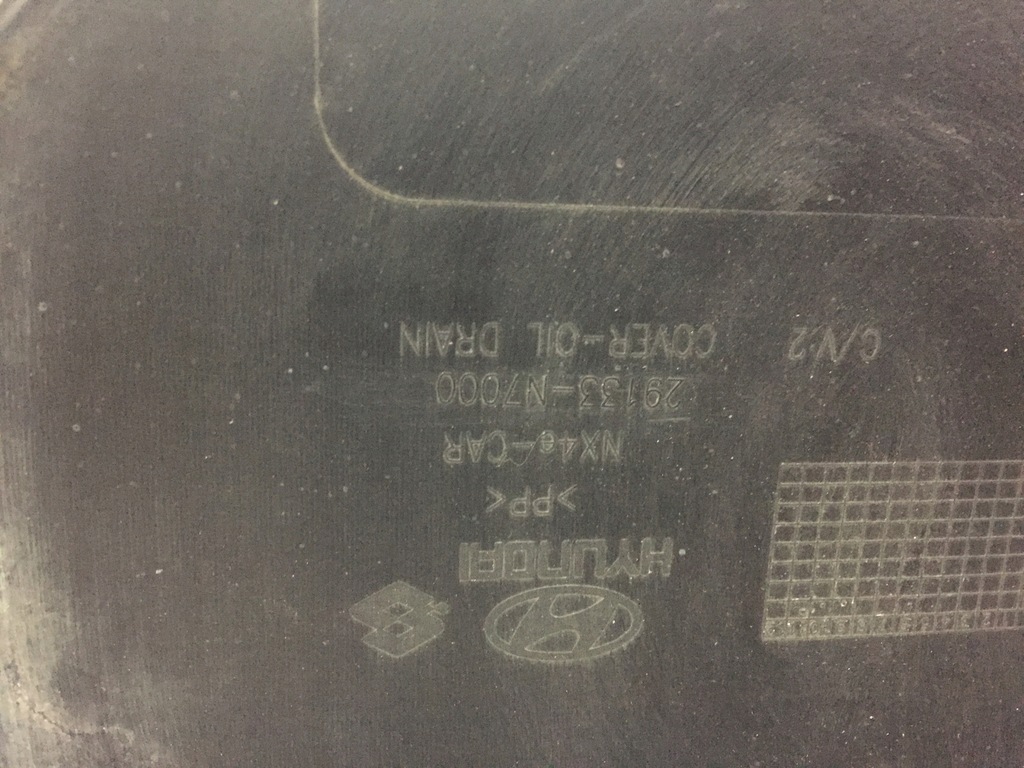 HYUNDAI
>PP<
NX4e-CAR
29133-N7000
C/V.2 COVER-OIL DRAIN